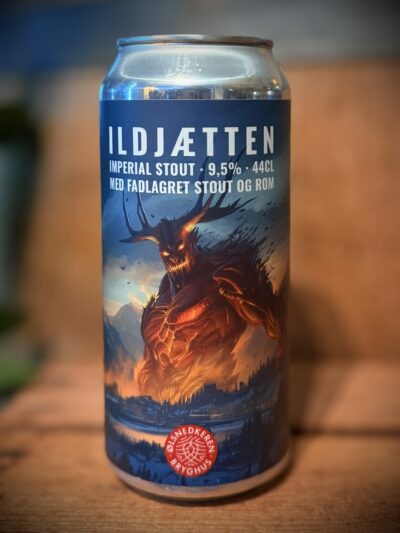 ILDJÆTTEN
IMPERIAL STOUT · 9,5% · 44CL
MED FADLAGRET STOUT OG ROM
ØLSNEDKEREN
BRYGHUS